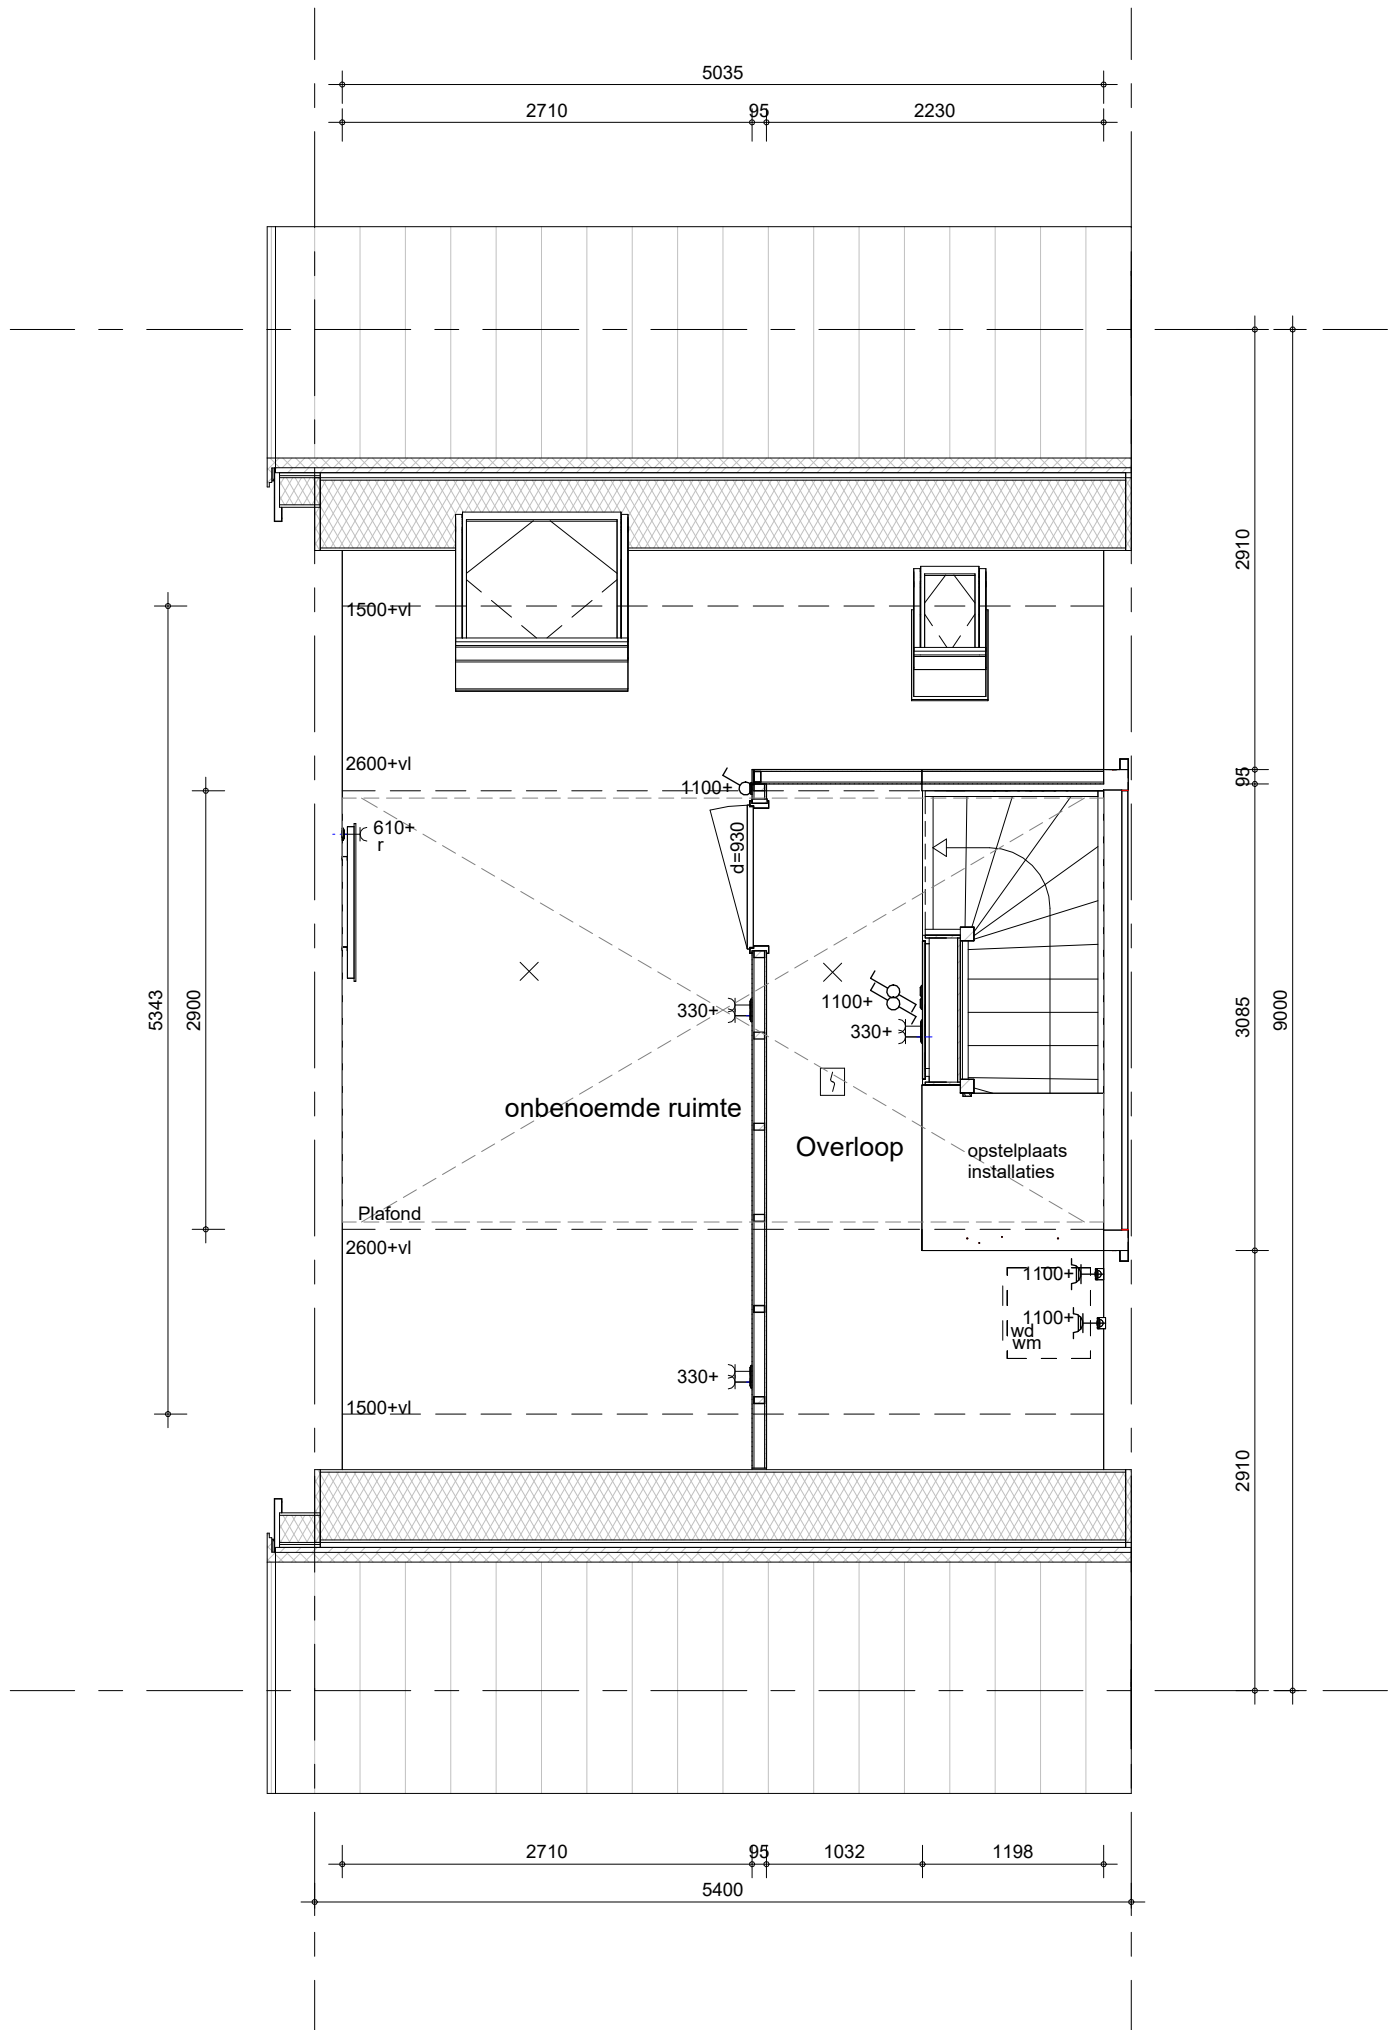 5035
2710
95
2230
2910
1500+vl
2600+vl
1100+
95
610+
r
d=930
5343
2900
330+
1100+
330+
3085
9000
onbenoemde ruimte
Overloop
opstelplaats
installaties
Plafond
2600+vl
1100+
1100+
wd
wm
330+
1500+vl
2910
2710
95
1032
1198
5400